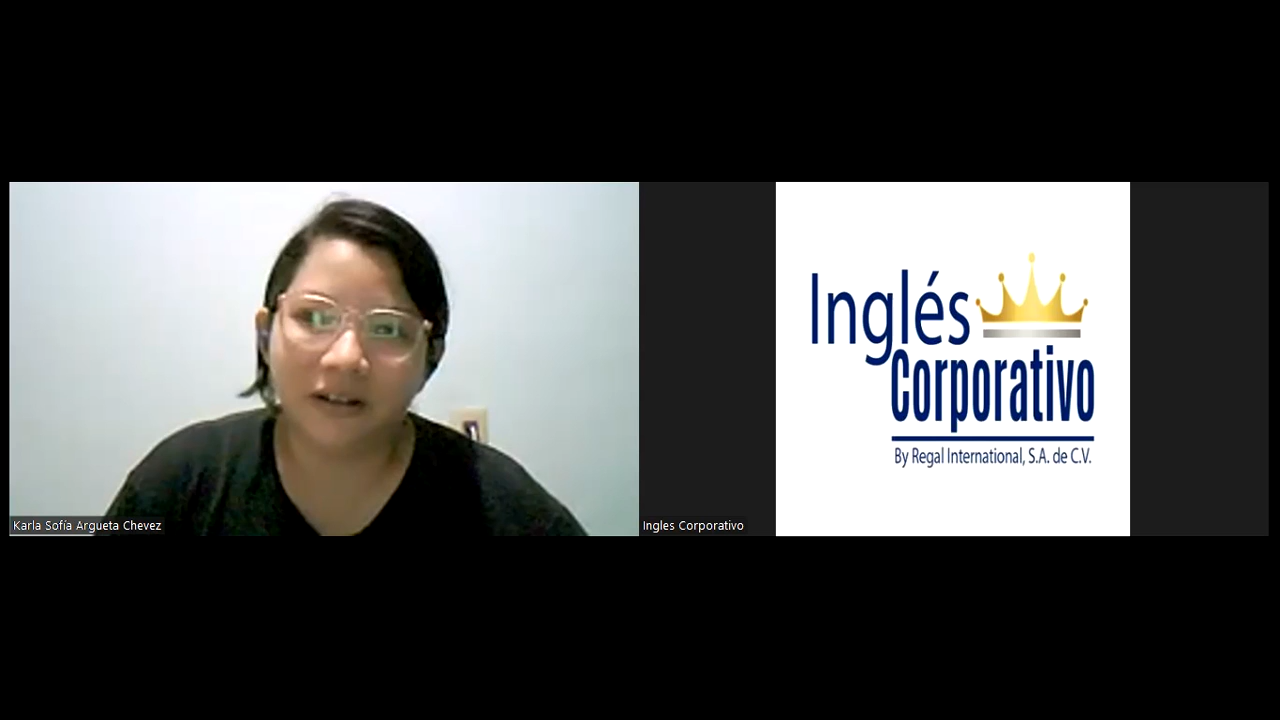 Inglés
Corporativo
By Regal International, S.A. de C.V.
Karla Sofía Argueta Chevez
Ingles Corporativo